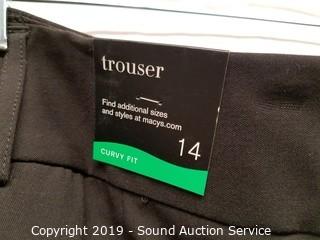 trouser
Find additional sizes
and styles at macys.com
14
CURVY FIT
Copyright 2019 - Sound Auction Service